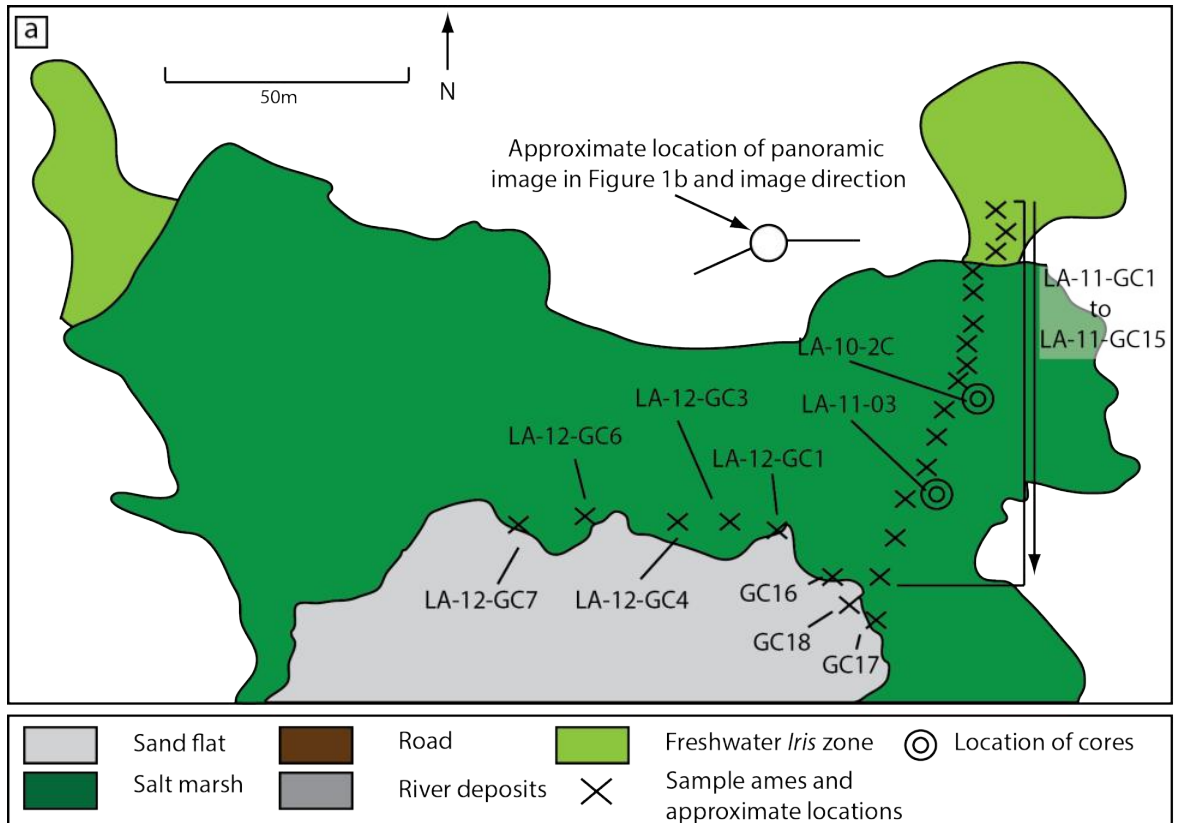 a
50m
N
Approximate location of panoramic
image in Figure 1b and image direction
LA-11-GC1
to
LA-11-GC15
LA-10-2C
LA-12-GC3
LA-11-03
LA-12-GC6
LA-12-GC1
LA-12-GC7
LA-12-GC4
GC16
GC18
GC17
Sand flat
Road
Freshwater Iris zone
Location of cores
Salt marsh
River deposits
Sample ames and
approximate locations